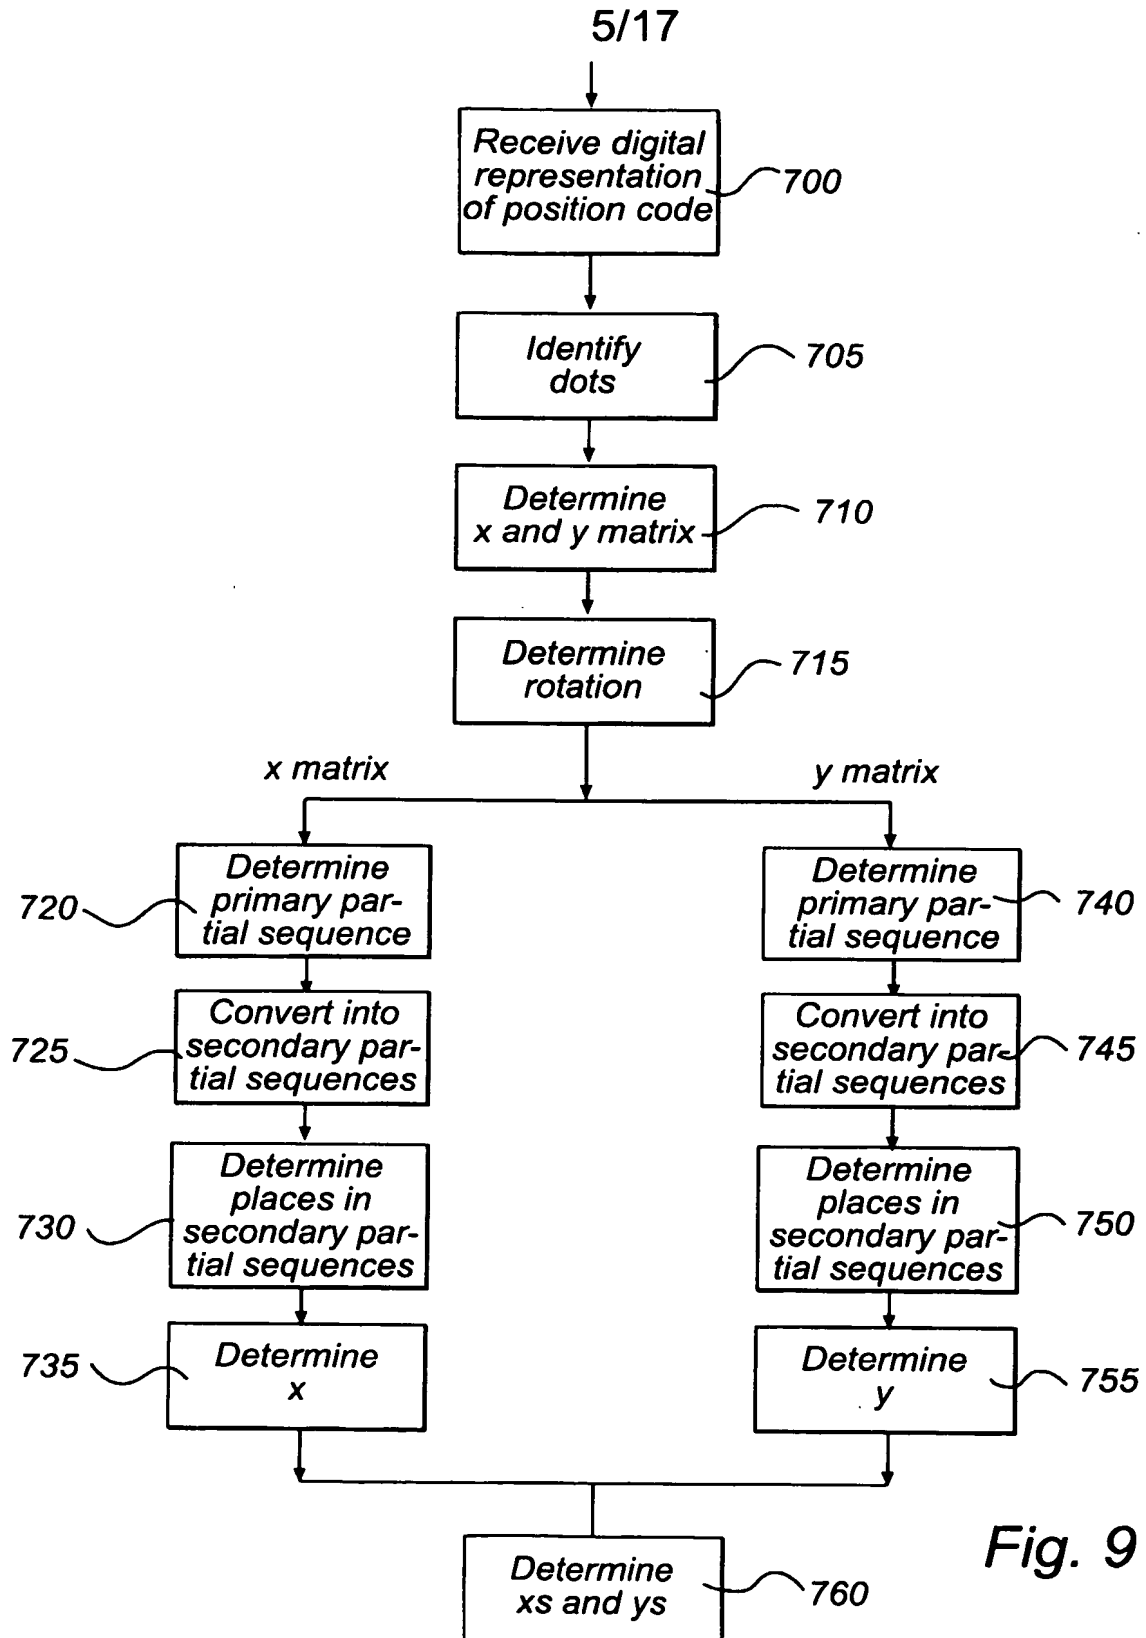 5/17
Receive digital
representation
of position code
700
Identify
dots
705
Determine
x and y matrix
710
Determine
rotation
715
x matrix
y matrix
Determine
primary par-
tial sequence
720
Determine
primary par-
tial sequence
740
Convert into
secondary par-
tial sequences
725
Convert into
secondary par-
tial sequences
745
Determine
places in
secondary par-
tial sequences
730
Determine
places in
secondary par-
tial sequences
750
Determine
x
735
Determine
y
755
Determine
xs and ys
760
Fig. 9